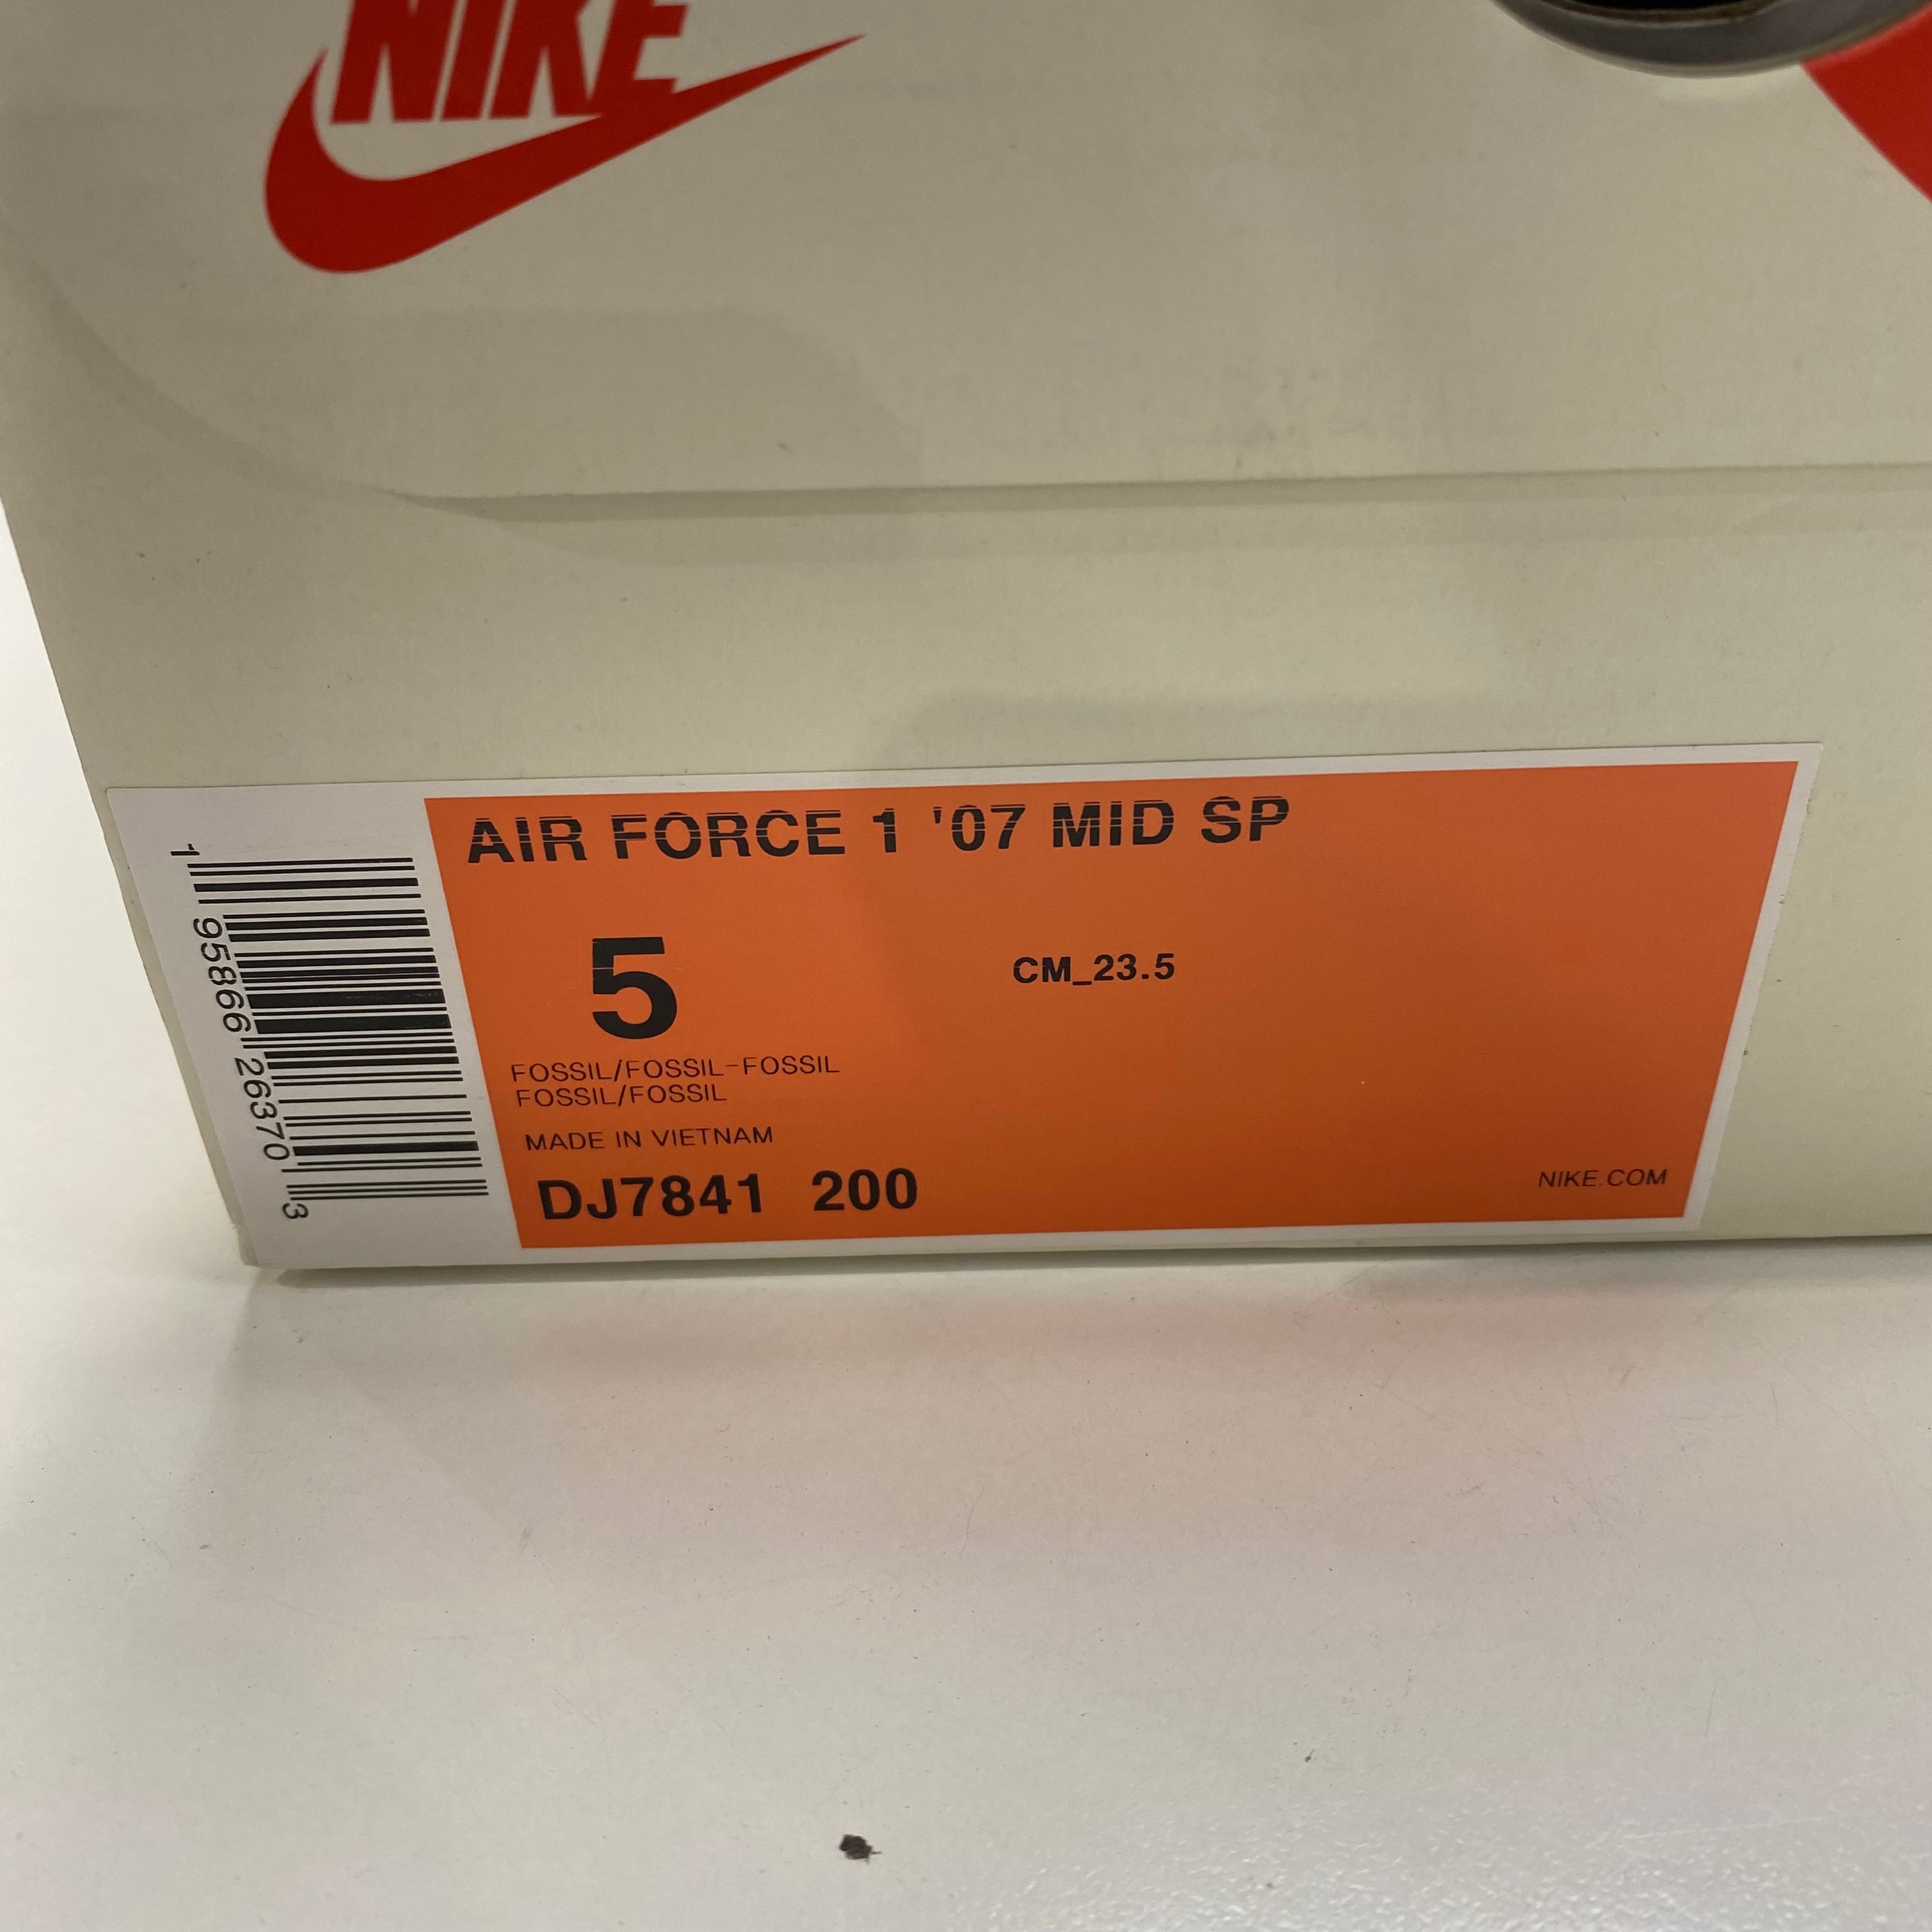 NIKE
AIR FORCE 1 '07 MID SP
5
CM_23.5
FOSSIL/FOSSIL-FOSSIL
FOSSIL/FOSSIL
MADE IN VIETNAM
DJ7841 200
NIKE.COM
1 95866 26370 3